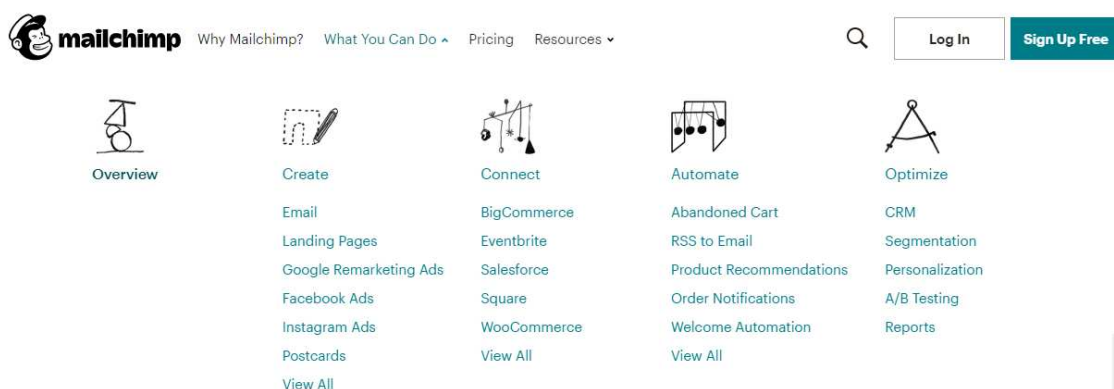 mailchimp Why Mailchimp? What You Can Do Pricing Resources Log In Sign Up Free
Overview Create Connect Automate Optimize
Email BigCommerce Abandoned Cart CRM
Landing Pages Eventbrite RSS to Email Segmentation
Google Remarketing Ads Salesforce Product Recommendations Personalization
Facebook Ads Square Order Notifications A/B Testing
Instagram Ads WooCommerce Welcome Automation Reports
Postcards View All View All
View All